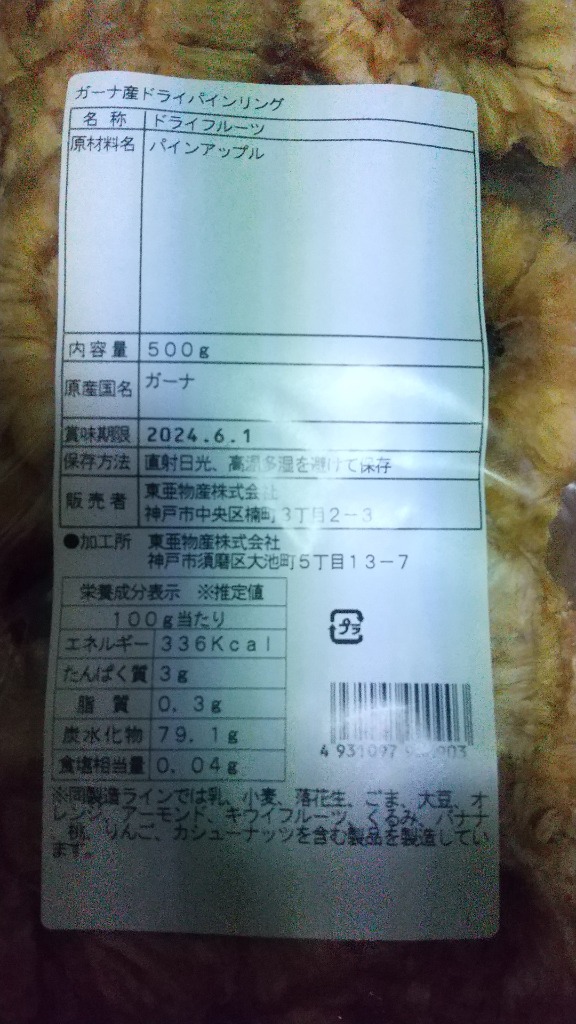 ガーナ産ドライパインリング
名称 ドライフルーツ
原材料名 パインアップル
内容量 500g
原産国名 ガーナ
賞味期限 2024.6.1
保存方法 直射日光、高温多湿を避けて保存
販売者 東亜物産株式会社
神戸市中央区楠町3丁目2-3
●加工所 東亜物産株式会社
神戸市須磨区大池町5丁目13-7
栄養成分表示 ※推定値
100g当たり
エネルギー 336Kcal
たんぱく質 3g
脂質 0.3g
炭水化物 79.1g
食塩相当量 0.04g
プラ
4 931097
※同製造ラインでは乳、小麦、落花生、ごま、大豆、オ
レンジ、アーモンド、キウイフルーツ、くるみ、バナナ
、桃、りんご、カシューナッツを含む製品を製造してい
ます。